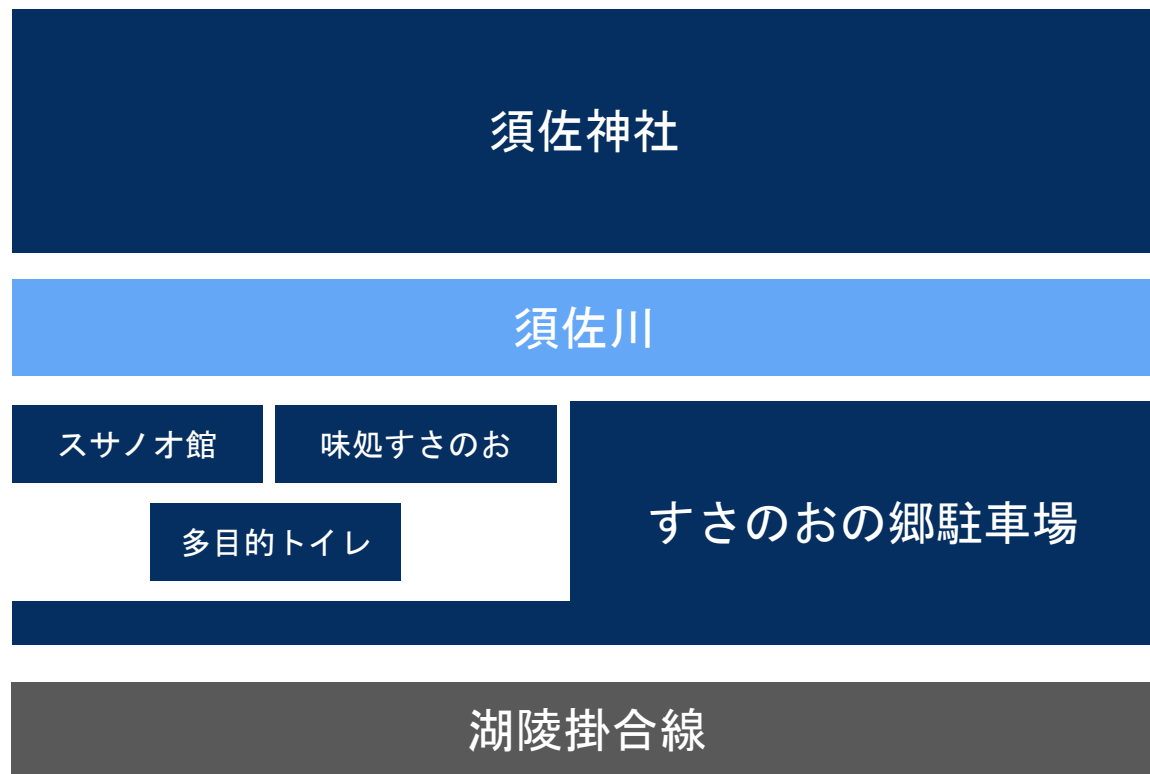 須佐神社
須佐川
スサノオ館
味処すさのお
多目的トイレ
すさのおの郷駐車場
湖陵掛合線